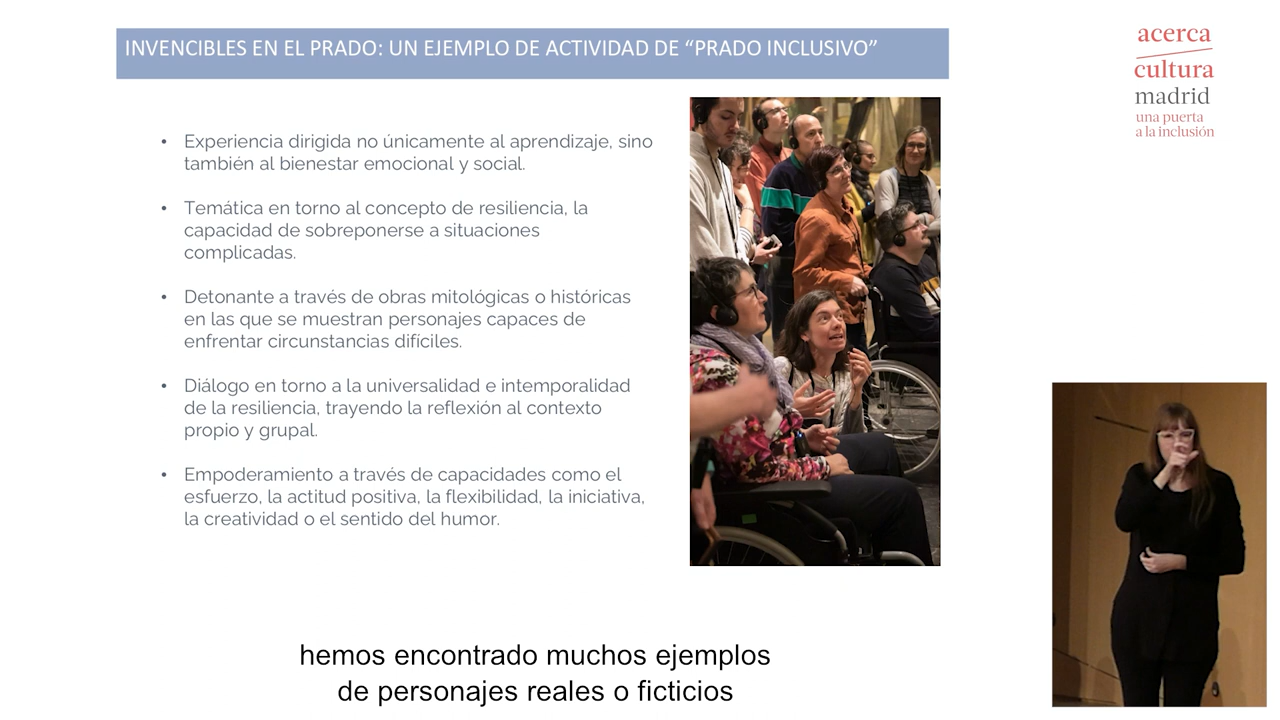 INVENCIBLES EN EL PRADO: UN EJEMPLO DE ACTIVIDAD DE “PRADO INCLUSIVO”
acerca
cultura
madrid
una puerta
a la inclusión
• Experiencia dirigida no únicamente al aprendizaje, sino
también al bienestar emocional y social.
• Temática en torno al concepto de resiliencia, la
capacidad de sobreponerse a situaciones
complicadas.
• Detonante a través de obras mitológicas o históricas
en las que se muestran personajes capaces de
enfrentar circunstancias difíciles.
• Diálogo en torno a la universalidad e intemporalidad
de la resiliencia, trayendo la reflexión al contexto
propio y grupal.
• Empoderamiento a través de capacidades como el
esfuerzo, la actitud positiva, la flexibilidad, la iniciativa,
la creatividad o el sentido del humor.
hemos encontrado muchos ejemplos
de personajes reales o ficticios